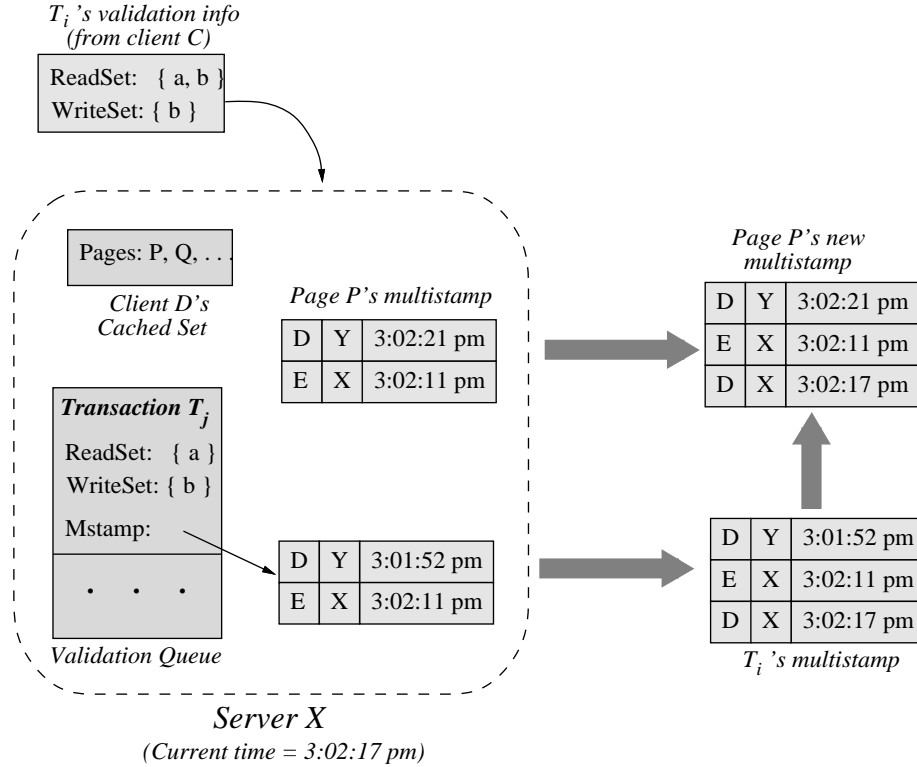 T_i 's validation info
(from client C)
ReadSet: { a, b }
WriteSet: { b }
Pages: P, Q, . . .
Client D's
Cached Set
Page P's multistamp
D Y 3:02:21 pm
E X 3:02:11 pm
Page P's new
multistamp
D Y 3:02:21 pm
E X 3:02:11 pm
D X 3:02:17 pm
Transaction T_j
ReadSet: { a }
WriteSet: { b }
Mstamp:
. . .
Validation Queue
D Y 3:01:52 pm
E X 3:02:11 pm
D Y 3:01:52 pm
E X 3:02:11 pm
D X 3:02:17 pm
T_i 's multistamp
Server X
(Current time = 3:02:17 pm)